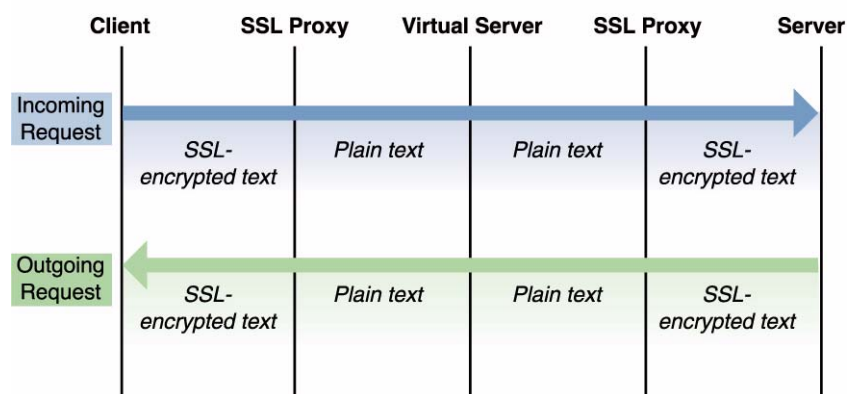 Client SSL Proxy Virtual Server SSL Proxy Server
Incoming
Request
SSL-
encrypted text
Plain text
Plain text
SSL-
encrypted text
Outgoing
Request
SSL-
encrypted text
Plain text
Plain text
SSL-
encrypted text